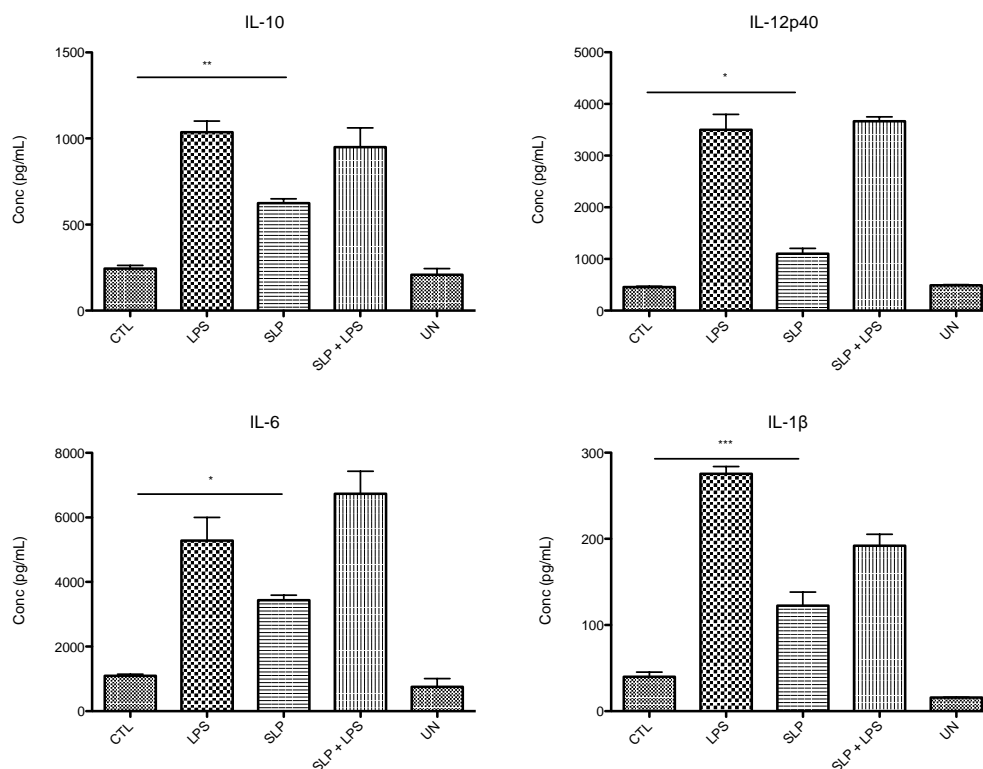 IL-10
Conc (pg/mL)
1500
1000
500
0
**
CTL
LPS
SLP
SLP + LPS
UN
IL-12p40
Conc (pg/mL)
5000
4000
3000
2000
1000
0
*
CTL
LPS
SLP
SLP + LPS
UN
IL-6
Conc (pg/mL)
8000
6000
4000
2000
0
*
CTL
LPS
SLP
SLP + LPS
UN
IL-1β
Conc (pg/mL)
300
200
100
0
***
CTL
LPS
SLP
SLP + LPS
UN